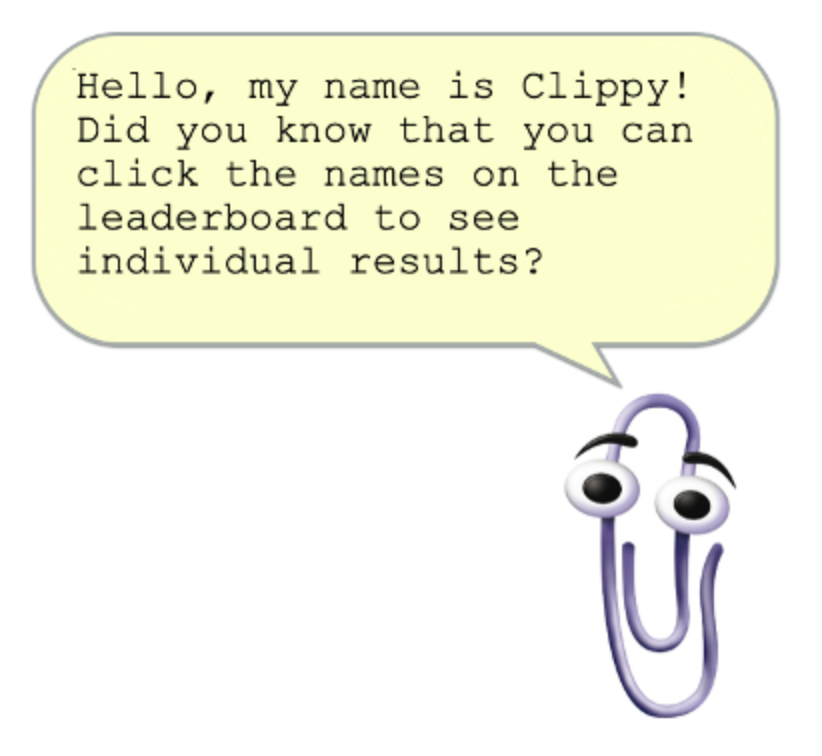 Hello, my name is Clippy!
Did you know that you can
click the names on the
leaderboard to see
individual results?